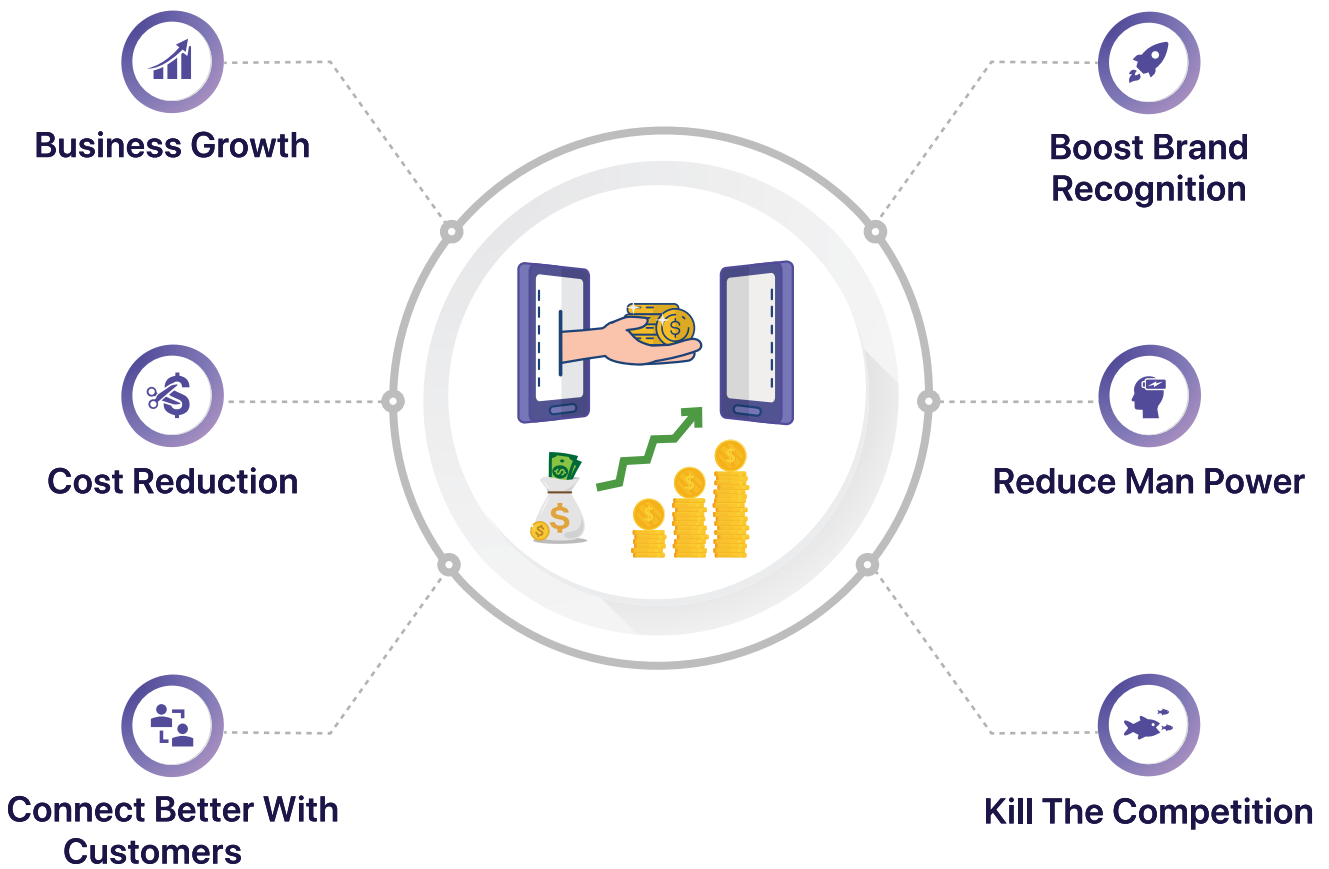 Business Growth
Boost Brand
Recognition
Cost Reduction
Reduce Man Power
Connect Better With
Customers
Kill The Competition